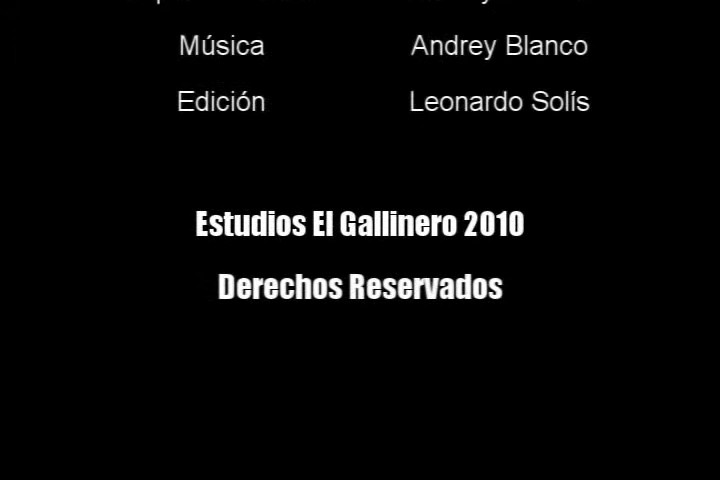 Música Andrey Blanco
Edición Leonardo Solís
Estudios El Gallinero 2010
Derechos Reservados